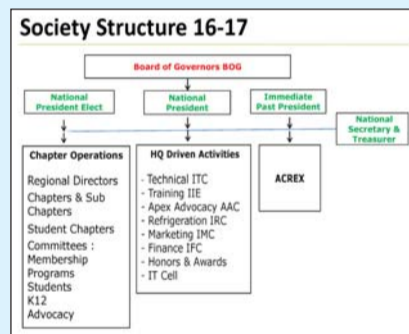 Society Structure 16-17
Board of Governors BOG
National
President Elect
National
President
Immediate
Past President
National
Secretary &
Treasurer
Chapter Operations
Regional Directors
Chapters & Sub
Chapters
Student Chapters
Committees :
Membership
Programs
Students
K12
Advocacy
HQ Driven Activities
- Technical ITC
- Training IIE
- Apex Advocacy AAC
- Refrigeration IRC
- Marketing IMC
- Finance IFC
- Honors & Awards
- IT Cell
ACREX